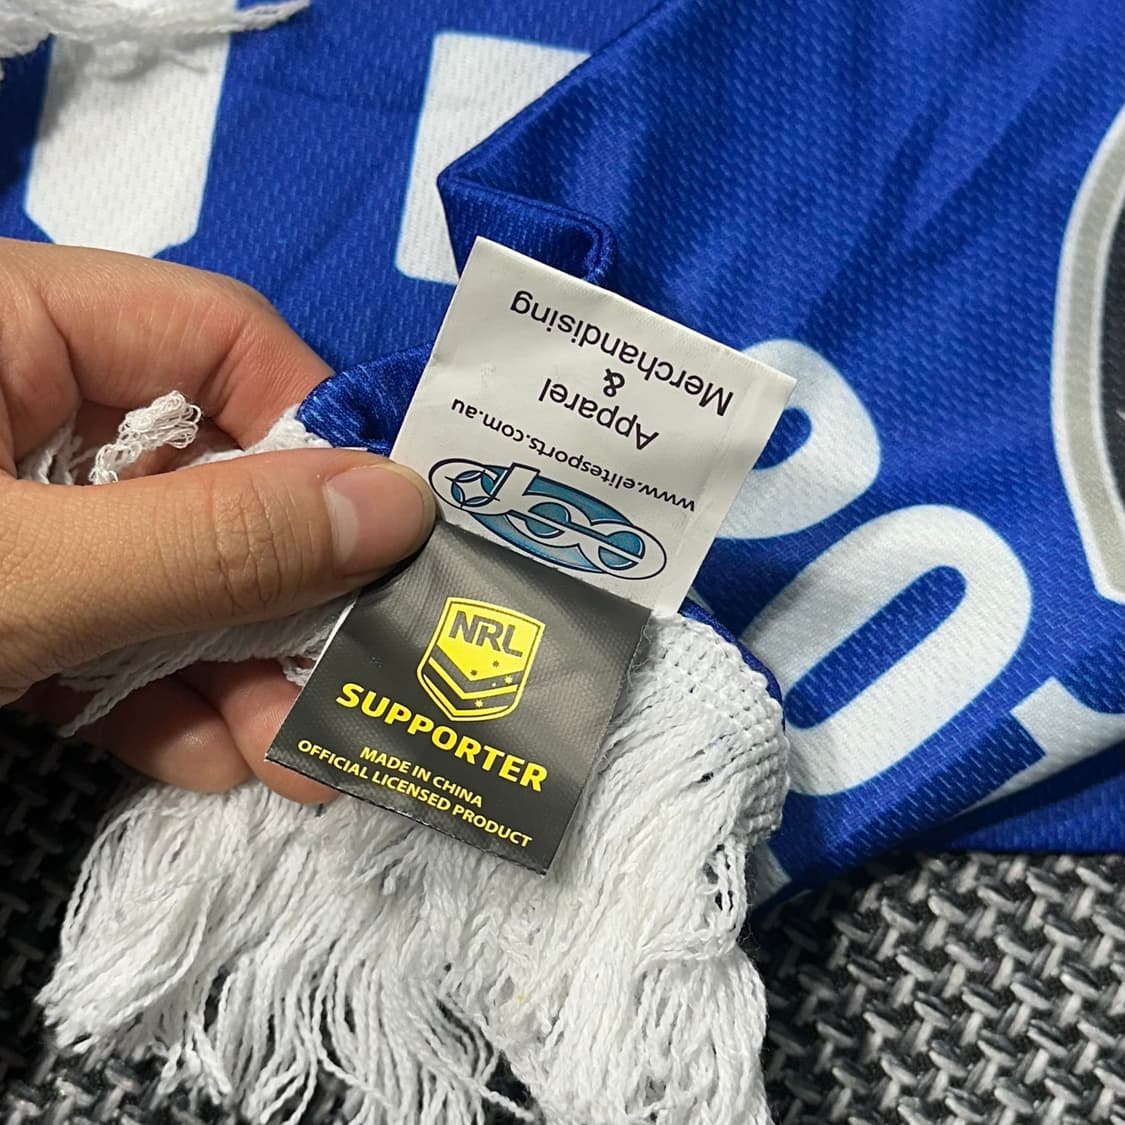 Merchandising
&
Apparel
www.elitesports.com.au
NRL
SUPPORTER
MADE IN CHINA
OFFICIAL LICENSED PRODUCT